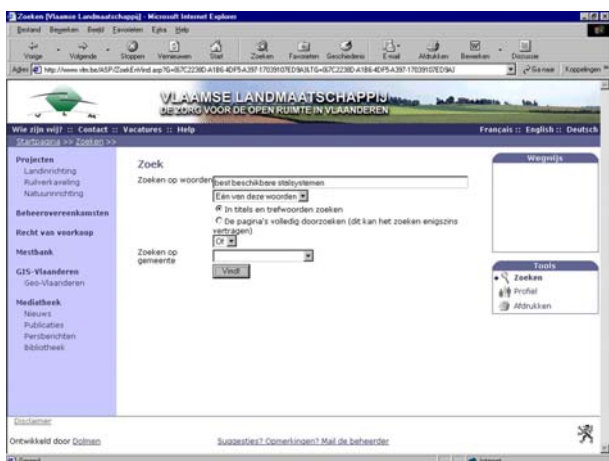 Zoeken [Vlaamse Landmaatschappij] - Microsoft Internet Explorer
Bestand Bewerken Beeld Favorieten Extra Help
Vorige Volgende Stoppen Vernieuwen Start Zoeken Favorieten Geschiedenis E-mail Afdrukken Bewerken Discussie
Adres Ga naar Koppelingen
VLAAMSE LANDMAATSCHAPPIJ
DE ZORG VOOR DE OPEN RUIMTE IN VLAANDEREN
Wie zijn wij? :: Contact :: Vacatures :: Help Français :: English :: Deutsch
Startpagina >> Zoeken >>
Projecten
Landinrichting
Ruilverkaveling
Natuurinrichting
Beheerovereenkomsten
Recht van voorkoop
Mestbank
GIS-Vlaanderen
Geo-Vlaanderen
Mediatheek
Nieuws
Publicaties
Persberichten
Bibliotheek
Zoek
Zoeken op woorden best beschikbare stalsystemen
Eén van deze woorden
In titels en trefwoorden zoeken
De pagina's volledig doorzoeken (dit kan het zoeken enigszins
vertragen)
Of
Zoeken op
gemeente
Vind!
Wegwijs
Tools
Zoeken
Profiel
Afdrukken
Disclaimer
Ontwikkeld door Dolmen Suggesties? Opmerkingen? Mail de beheerder
Internet